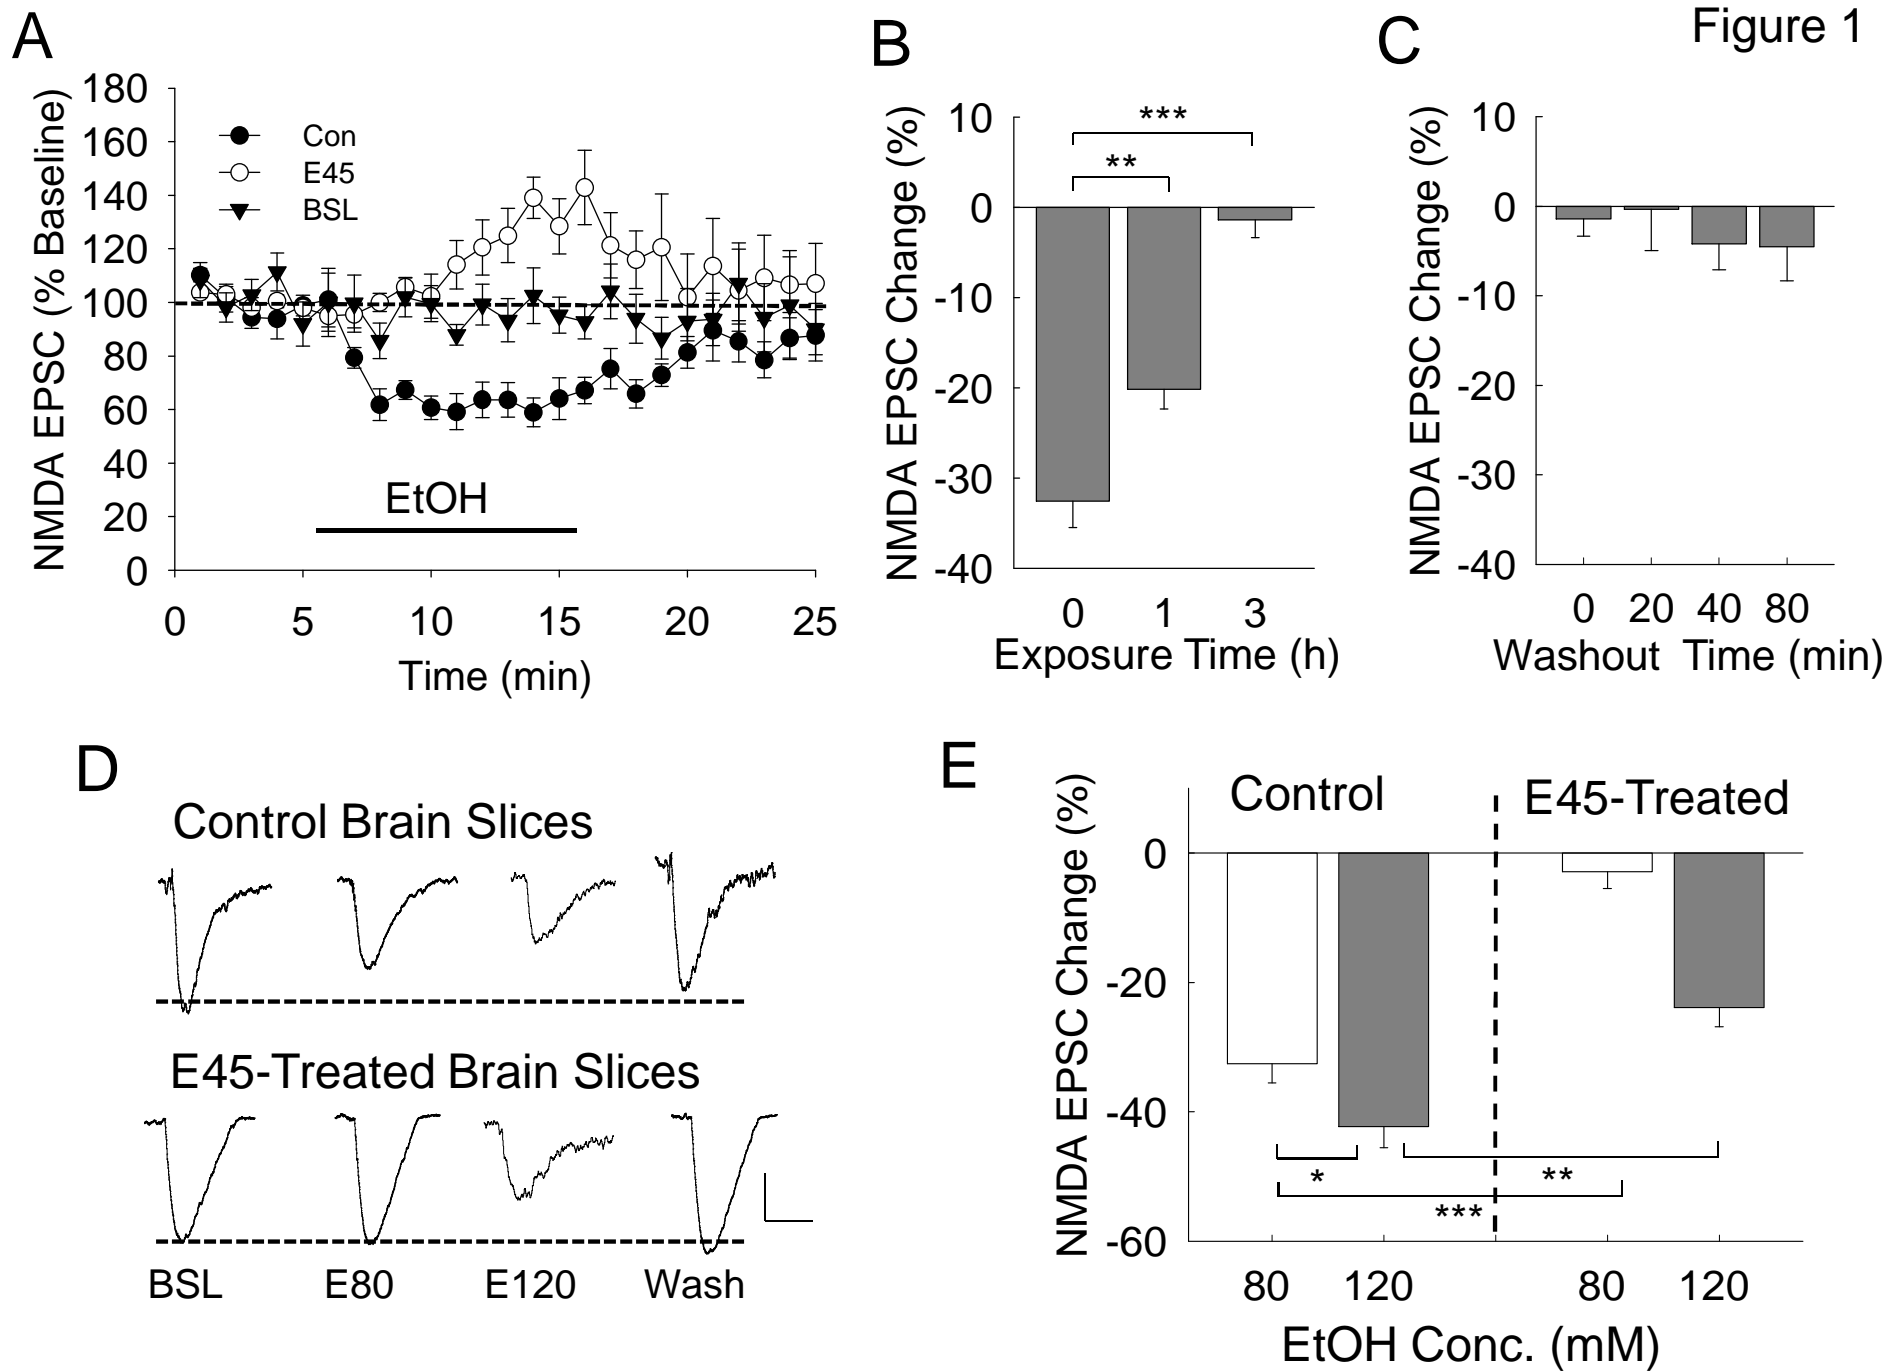 Figure 1
A
NMDA EPSC (% Baseline)
180
160
140
120
100
80
60
40
20
0
Con
E45
BSL
EtOH
0 5 10 15 20 25
Time (min)
B
NMDA EPSC Change (%)
10
0
-10
-20
-30
-40
***
**
0 1 3
Exposure Time (h)
C
NMDA EPSC Change (%)
10
0
-10
-20
-30
-40
0 20 40 80
Washout Time (min)
D
Control Brain Slices
E45-Treated Brain Slices
BSL E80 E120 Wash
E
NMDA EPSC Change (%)
Control E45-Treated
0
-20
-40
-60
*
**
***
80 120 80 120
EtOH Conc. (mM)